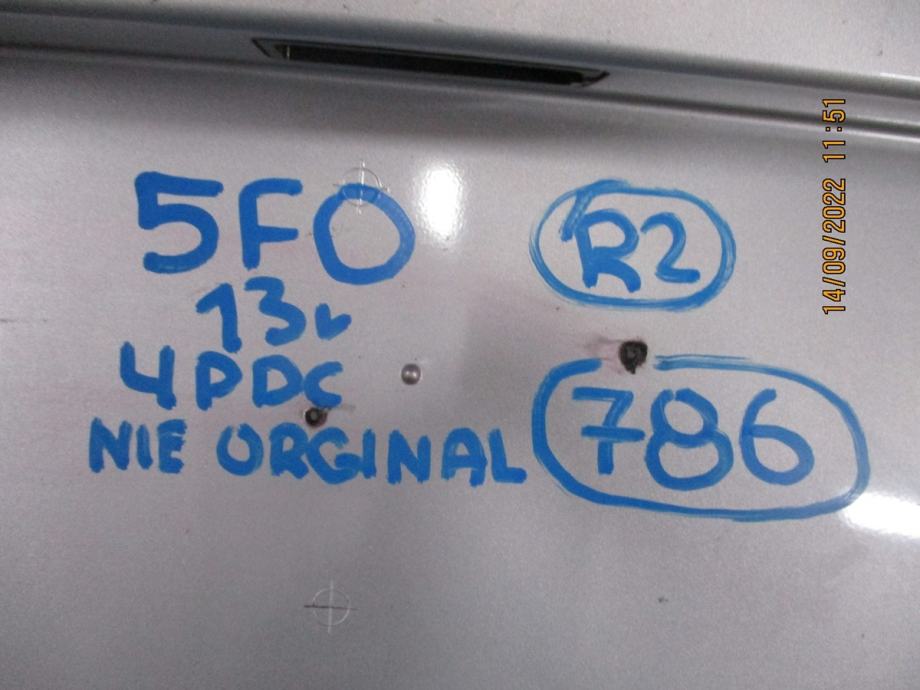 5FO
13v
4PDC
NIE ORGINAL
R2
786
14/09/2022 11:51